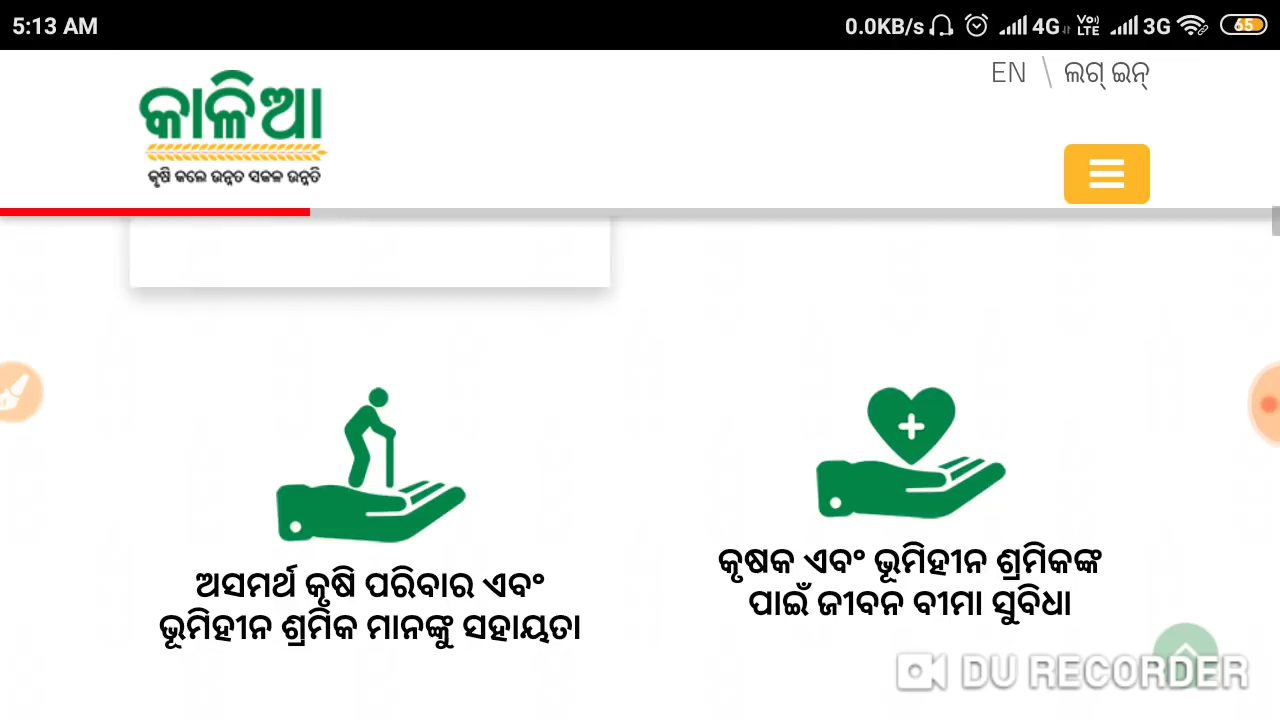 5:13 AM 0.0KB/s 4G VoLTE 3G 65
EN \ ଲଗ୍ ଇନ୍
କାଳିଆ
କୃଷି କଲେ ଉନ୍ନତ ସକଳ ଉନ୍ନତି
ଅସମର୍ଥ କୃଷି ପରିବାର ଏବଂ
ଭୂମିହୀନ ଶ୍ରମିକ ମାନଙ୍କୁ ସହାୟତା
କୃଷକ ଏବଂ ଭୂମିହୀନ ଶ୍ରମିକଙ୍କ
ପାଇଁ ଜୀବନ ବୀମା ସୁବିଧା
DU RECORDER